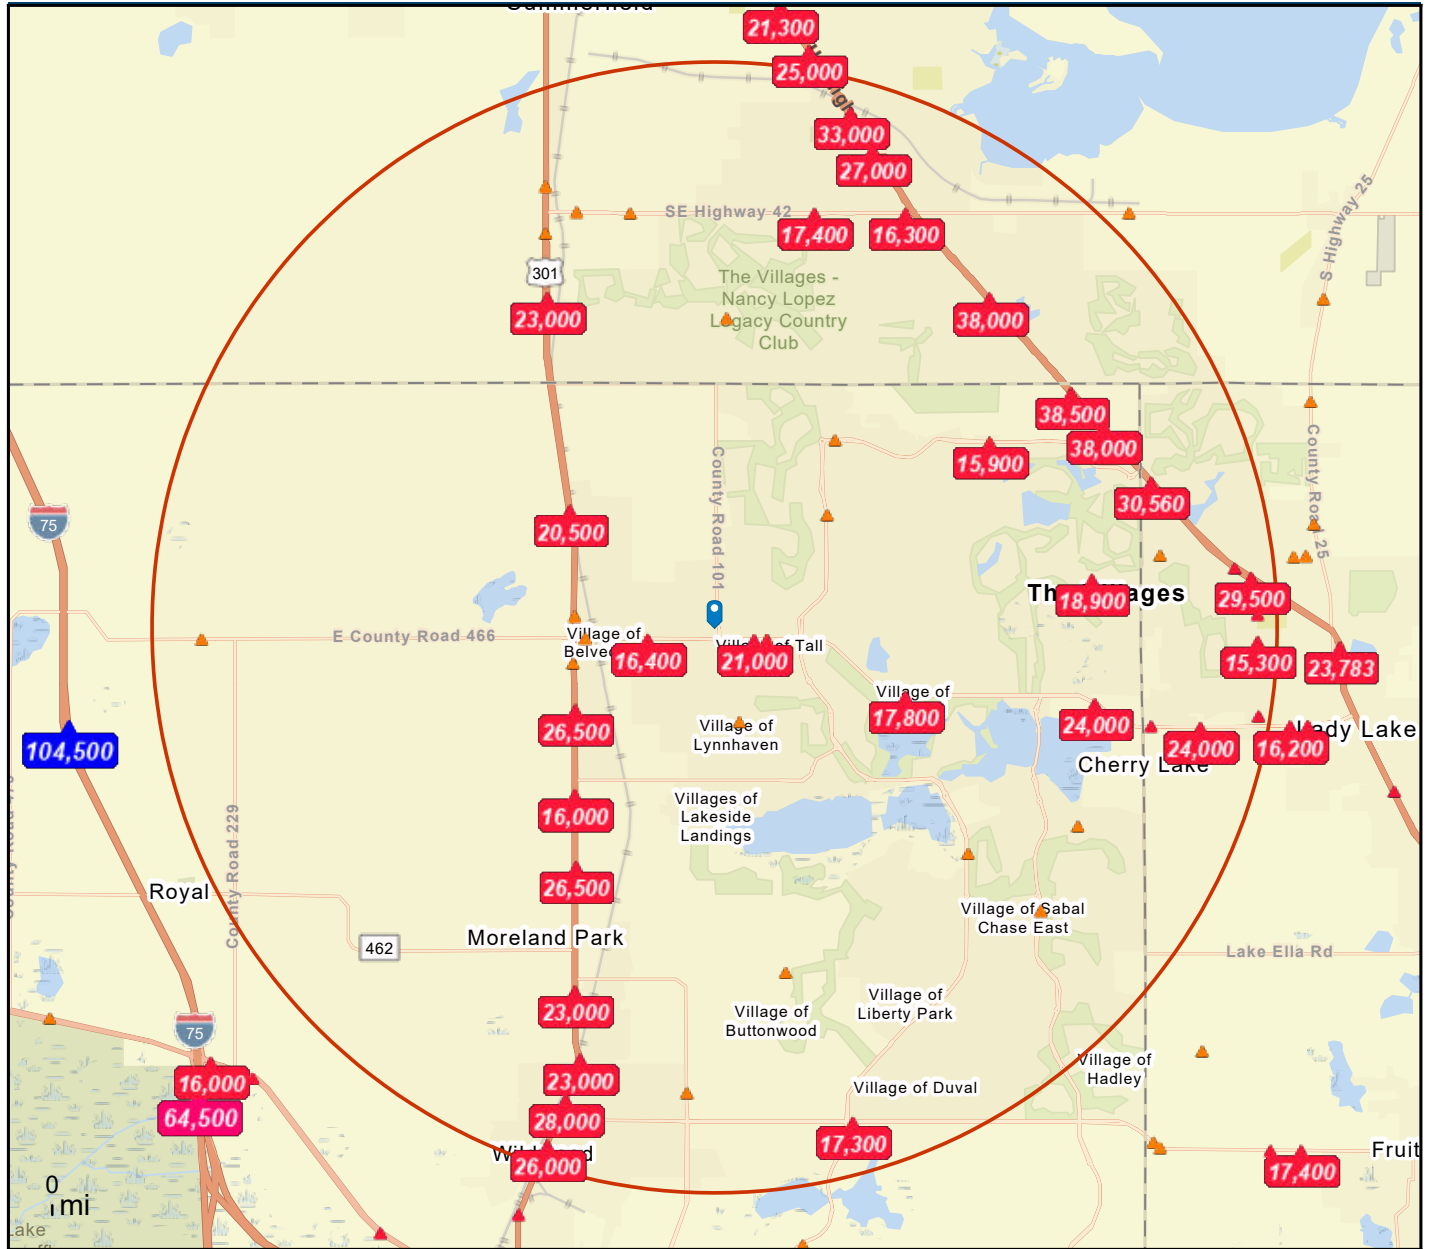 21,300
25,000
33,000
27,000
SE Highway 42
17,400
16,300
S Highway 25
301
The Villages -
Nancy Lopez
Legacy Country
Club
23,000
38,000
38,500
38,000
15,900
County Road 25
County Road 101
30,560
75
20,500
18,900
29,500
E County Road 466
Village of
16,400
21,000
Tall
15,300
23,783
Village of
17,800
24,000
24,000
16,200
Lady Lake
26,500
Village of
Lynnhaven
104,500
Cherry Lake
Villages of
Lakeside
Landings
16,000
County Road 229
Royal
26,500
Village of Sabal
Chase East
Moreland Park
462
Lake Ella Rd
23,000
Village of
Liberty Park
Village of
Buttonwood
75
16,000
64,500
23,000
Village of
Hadley
Village of Duval
28,000
17,300
26,000
Fruit
17,400
0
mi